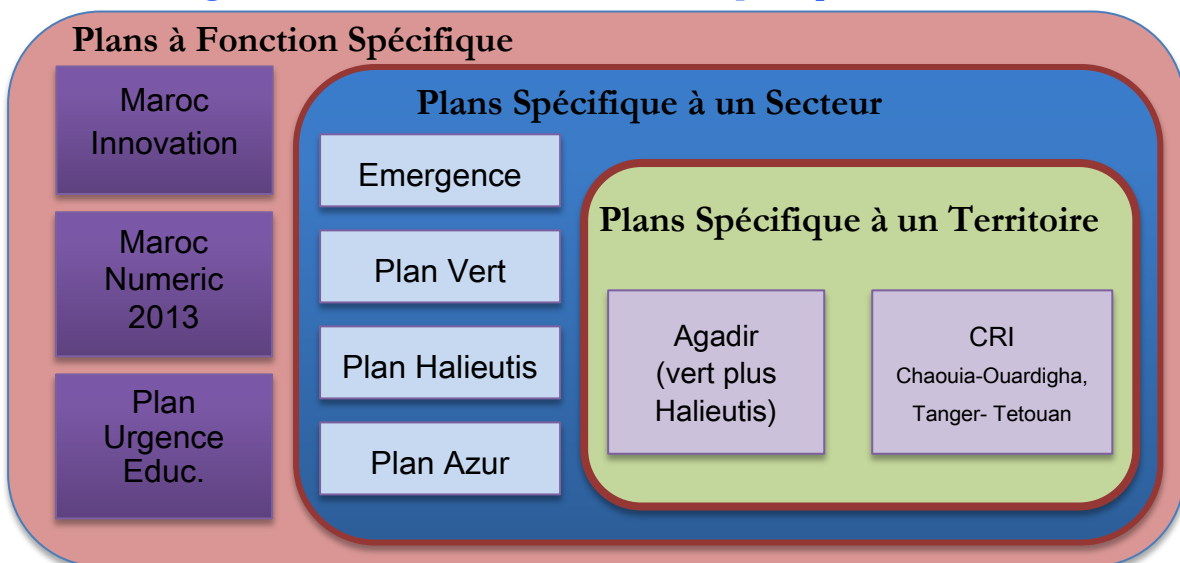 Plans à Fonction Spécifique
Maroc
Innovation
Maroc
Numeric
2013
Plan
Urgence
Educ.
Plans Spécifique à un Secteur
Emergence
Plan Vert
Plan Halieutis
Plan Azur
Plans Spécifique à un Territoire
Agadir
(vert plus
Halieutis)
CRI
Chaouia-Ouardigha,
Tanger- Tetouan